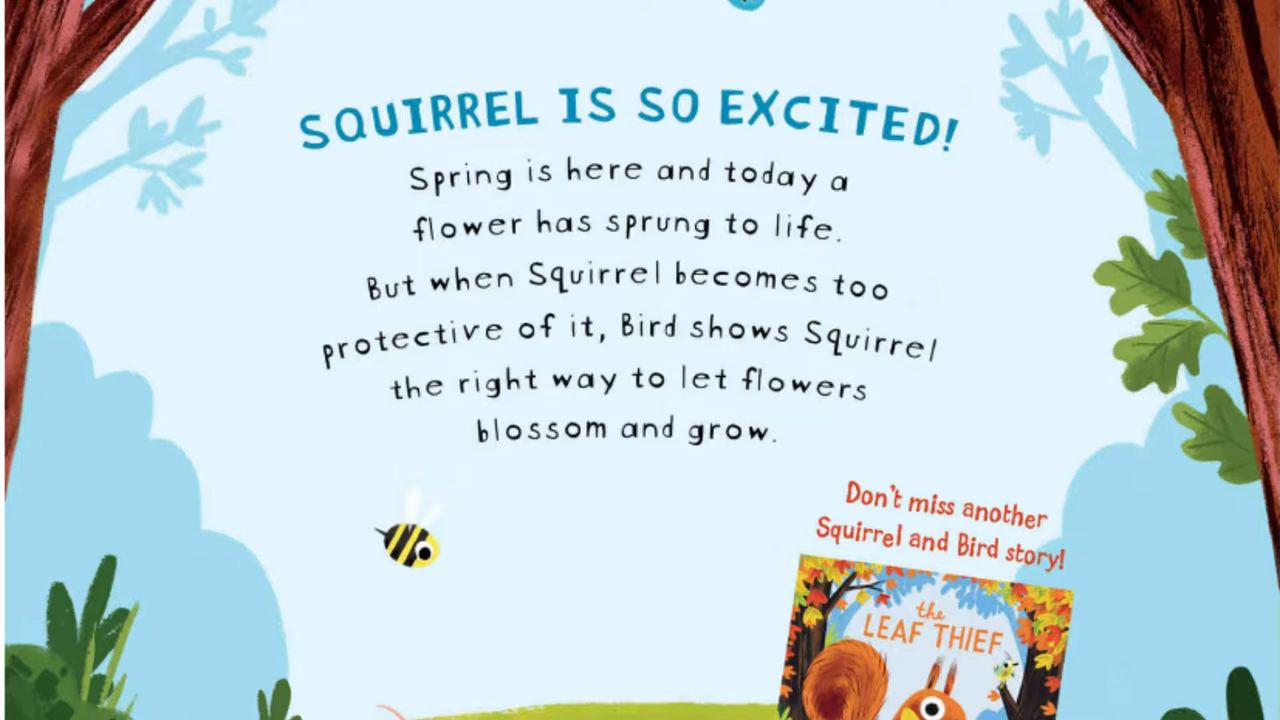 SQUIRREL IS SO EXCITED!
Spring is here and today a
flower has sprung to life.
But when Squirrel becomes too
protective of it, Bird shows Squirrel
the right way to let flowers
blossom and grow.
Don't miss another
Squirrel and Bird story!
the
LEAF THIEF